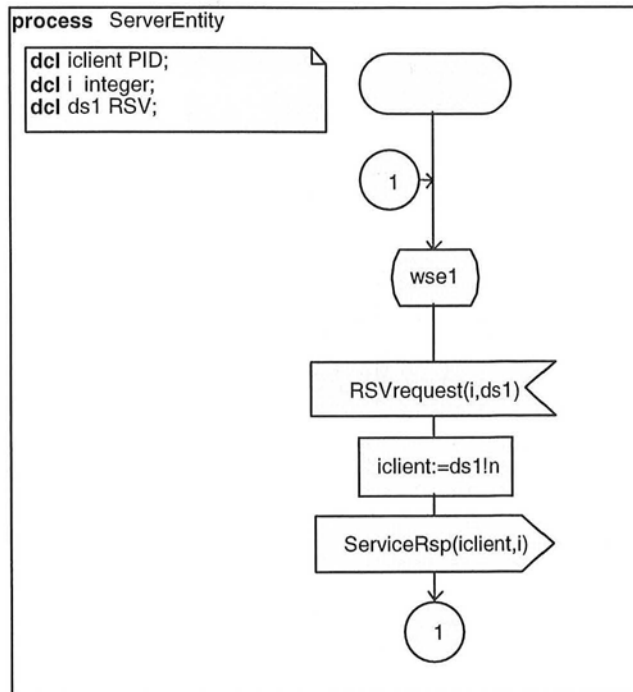 process ServerEntity
dcl iclient PID;
dcl i integer;
dcl ds1 RSV;
1
wse1
RSVrequest(i,ds1)
iclient:=ds1!n
ServiceRsp(iclient,i)
1